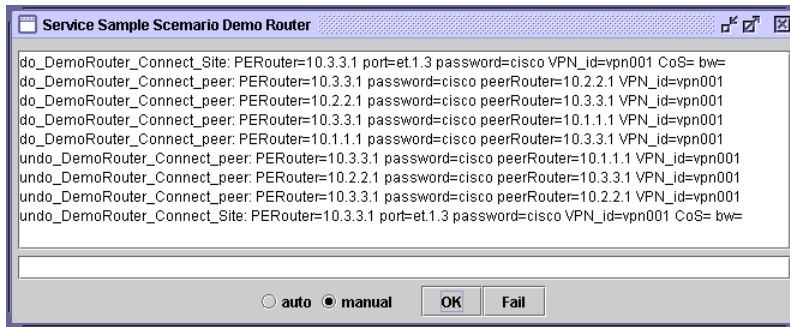 Service Sample Scemario Demo Router
do_DemoRouter_Connect_Site: PERouter=10.3.3.1 port=et.1.3 password=cisco VPN_id=vpn001 CoS= bw=
do_DemoRouter_Connect_peer: PERouter=10.3.3.1 password=cisco peerRouter=10.2.2.1 VPN_id=vpn001
do_DemoRouter_Connect_peer: PERouter=10.2.2.1 password=cisco peerRouter=10.3.3.1 VPN_id=vpn001
do_DemoRouter_Connect_peer: PERouter=10.3.3.1 password=cisco peerRouter=10.1.1.1 VPN_id=vpn001
do_DemoRouter_Connect_peer: PERouter=10.1.1.1 password=cisco peerRouter=10.3.3.1 VPN_id=vpn001
undo_DemoRouter_Connect_peer: PERouter=10.3.3.1 password=cisco peerRouter=10.1.1.1 VPN_id=vpn001
undo_DemoRouter_Connect_peer: PERouter=10.2.2.1 password=cisco peerRouter=10.3.3.1 VPN_id=vpn001
undo_DemoRouter_Connect_peer: PERouter=10.3.3.1 password=cisco peerRouter=10.2.2.1 VPN_id=vpn001
undo_DemoRouter_Connect_Site: PERouter=10.3.3.1 port=et.1.3 password=cisco VPN_id=vpn001 CoS= bw=
auto manual OK Fail